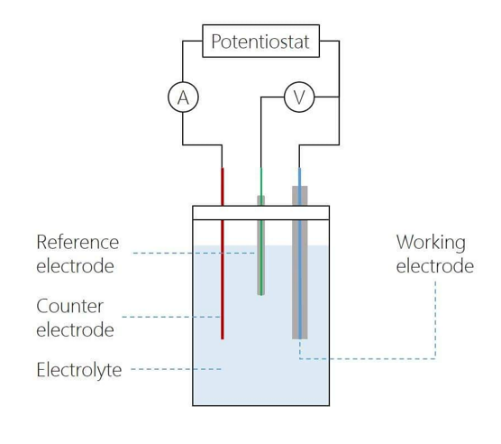 Potentiostat
A
V
Reference
electrode
Working
electrode
Counter
electrode
Electrolyte